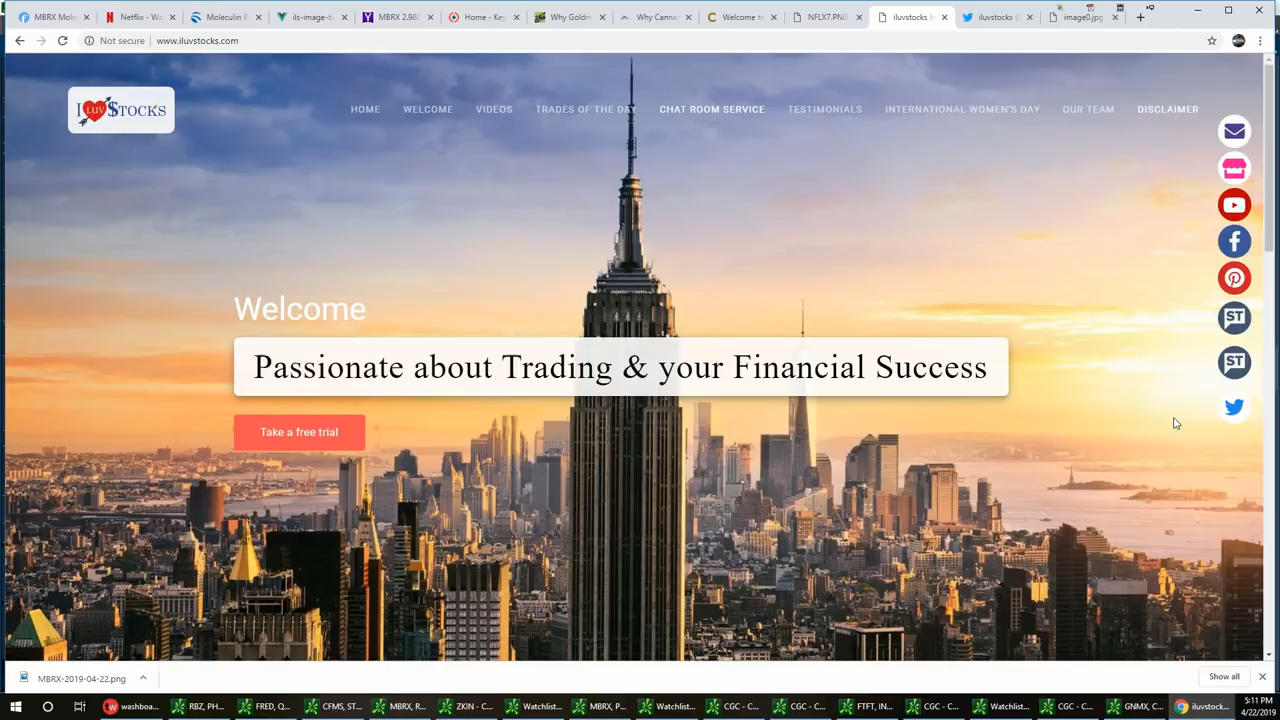 MBRX Mole
Netflix - Wa
Moleculin B
ils-image-b
MBRX 2.980
Home - Key
Why Goldm
Why Canna
Welcome to
NFLX7.PNG
iluvstocks
iluvstocks (
image0.jpg
Not secure | www.iluvstocks.com
I LUV $TOCKS
HOME
WELCOME
VIDEOS
TRADES OF THE DAY
CHAT ROOM SERVICE
TESTIMONIALS
INTERNATIONAL WOMEN'S DAY
OUR TEAM
DISCLAIMER
ST
ST
Welcome
Passionate about Trading & your Financial Success
Take a free trial
MBRX-2019-04-22.png
Show all
washboa...
RBZ, PH...
FRED, Q...
CFMS, ST...
MBRX, R...
ZKIN - C...
Watchlist...
MBRX, P...
Watchlist...
CGC - C...
CGC - C...
FTFT, IN...
CGC - C...
Watchlist...
CGC - C...
GNMX, C...
iluvstock...
5:11 PM
4/22/2019